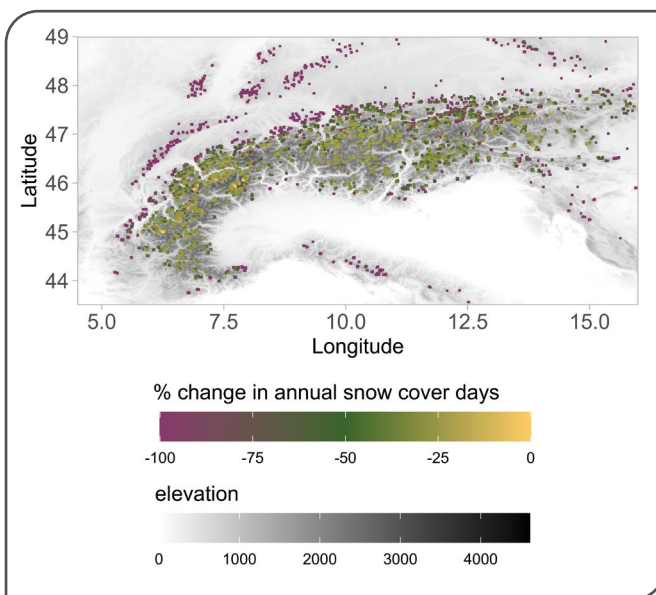 49
48
47
46
45
44
Latitude
5.0 7.5 10.0 12.5 15.0
Longitude
% change in annual snow cover days
-100 -75 -50 -25 0
elevation
0 1000 2000 3000 4000